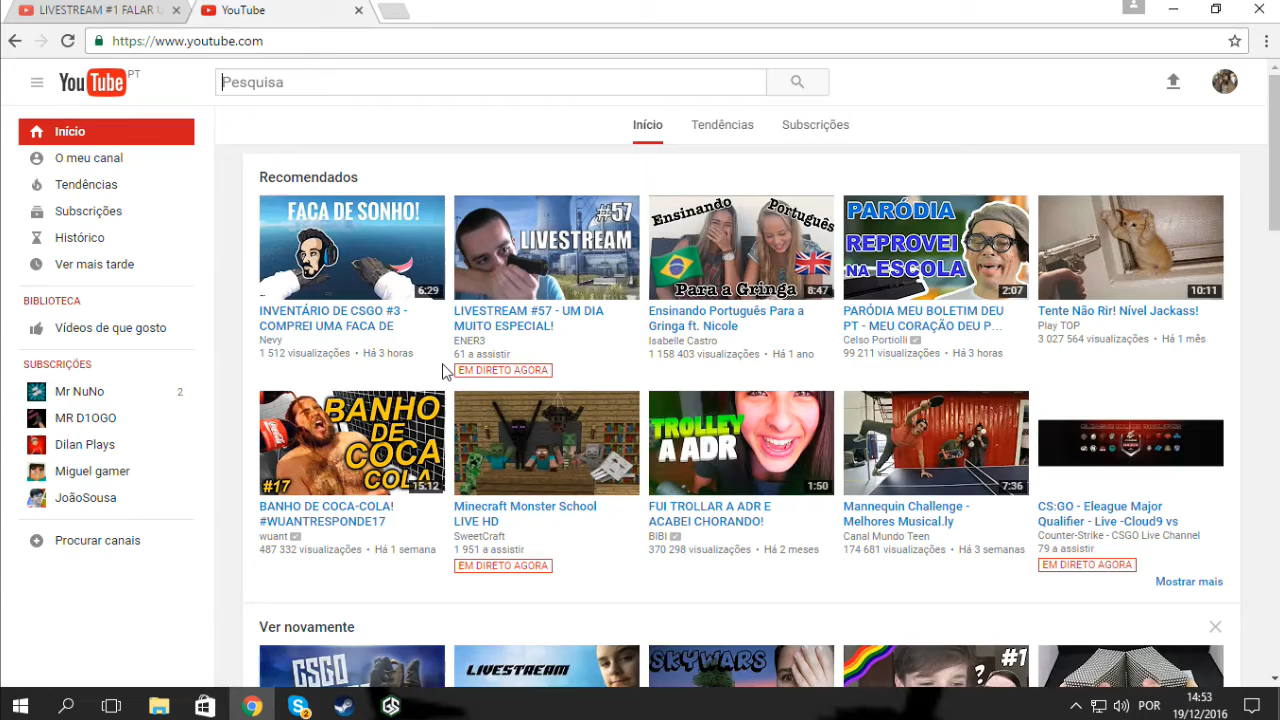 LIVESTREAM #1 FALAR
YouTube
https://www.youtube.com
YouTube PT
Pesquisa
Início
Tendências
Subscrições
Início
O meu canal
Tendências
Subscrições
Histórico
Ver mais tarde
BIBLIOTECA
Vídeos de que gosto
SUBSCRIÇÕES
Mr NuNo 2
MR D1OGO
Dilan Plays
Miguel gamer
JoãoSousa
Procurar canais
Recomendados
FACA DE SONHO!
6:29
INVENTÁRIO DE CSGO #3 -
COMPREI UMA FACA DE
Nevy
1 512 visualizações • Há 3 horas
#57
LIVESTREAM
LIVESTREAM #57 - UM DIA
MUITO ESPECIAL!
ENER3
61 a assistir
EM DIRETO AGORA
Ensinando Português
Para a Gringa
8:47
Ensinando Português Para a
Gringa ft. Nicole
Isabelle Castro
1 158 403 visualizações • Há 1 ano
PARÓDIA
REPROVEI
NA ESCOLA
2:07
PARÓDIA MEU BOLETIM DEU
PT - MEU CORAÇÃO DEU P...
Celso Portiolli
99 211 visualizações • Há 3 horas
10:11
Tente Não Rir! Nível Jackass!
Play TOP
3 027 564 visualizações • Há 1 mês
BANHO
DE
COCA
COLA
#17
15:12
BANHO DE COCA-COLA!
#WUANTRESPONDE17
wuant
487 332 visualizações • Há 1 semana
Minecraft Monster School
LIVE HD
SweetCraft
1 951 a assistir
EM DIRETO AGORA
TROLLEY
A ADR
1:50
FUI TROLLAR A ADR E
ACABEI CHORANDO!
BIBI
370 298 visualizações • Há 2 meses
7:36
Mannequin Challenge -
Melhores Musical.ly
Canal Mundo Teen
174 681 visualizações • Há 3 semanas
CS:GO - Eleague Major
Qualifier - Live -Cloud9 vs
Counter-Strike - CSGO Live Channel
79 a assistir
EM DIRETO AGORA
Mostrar mais
Ver novamente
CSGO
LIVESTREAM
SKYWARS
?
#1
2
POR
14:53
19/12/2016